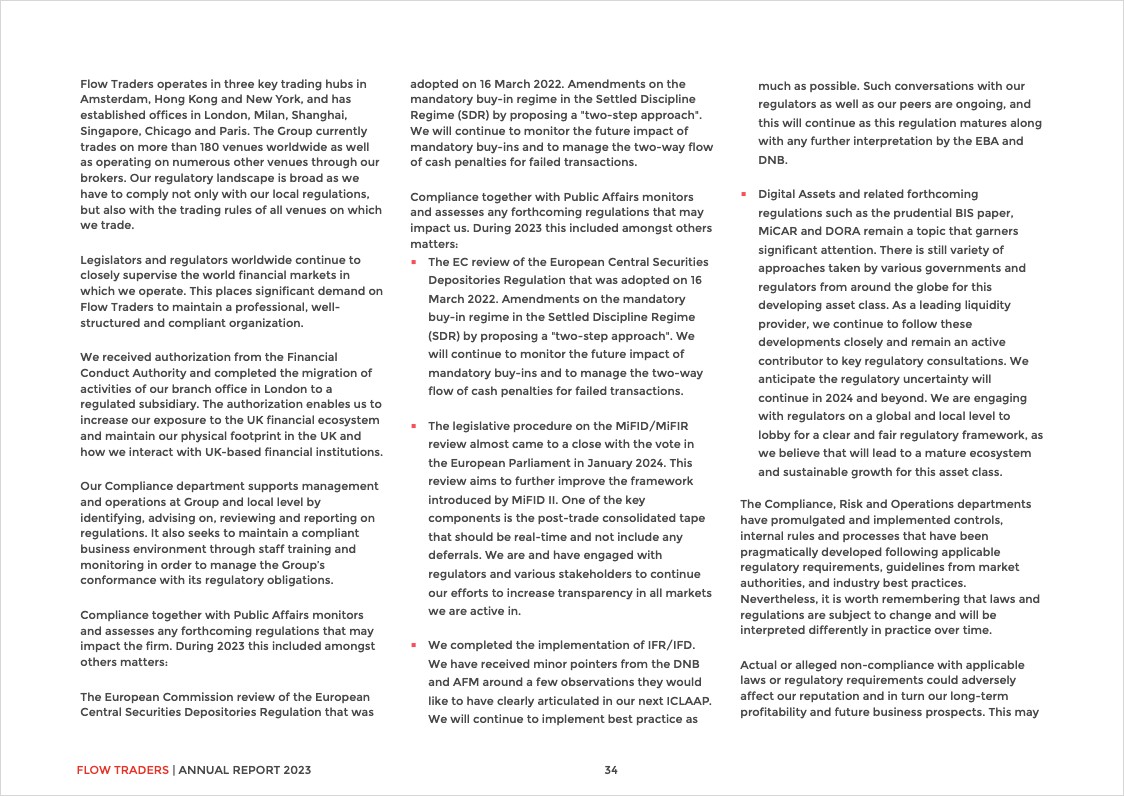 Flow Traders operates in three key trading hubs in
Amsterdam, Hong Kong and New York, and has
established offices in London, Milan, Shanghai,
Singapore, Chicago and Paris. The Group currently
trades on more than 180 venues worldwide as well
as operating on numerous other venues through our
brokers. Our regulatory landscape is broad as we
have to comply not only with our local regulations,
but also with the trading rules of all venues on which
we trade.
Legislators and regulators worldwide continue to
closely supervise the world financial markets in
which we operate. This places significant demand on
Flow Traders to maintain a professional, well-
structured and compliant organization.
We received authorization from the Financial
Conduct Authority and completed the migration of
activities of our branch office in London to a
regulated subsidiary. The authorization enables us to
increase our exposure to the UK financial ecosystem
and maintain our physical footprint in the UK and
how we interact with UK-based financial institutions.
Our Compliance department supports management
and operations at Group and local level by
identifying, advising on, reviewing and reporting on
regulations. It also seeks to maintain a compliant
business environment through staff training and
monitoring in order to manage the Group's
conformance with its regulatory obligations.
Compliance together with Public Affairs monitors
and assesses any forthcoming regulations that may
impact the firm. During 2023 this included amongst
others matters:
The European Commission review of the European
Central Securities Depositories Regulation that was
adopted on 16 March 2022. Amendments on the
mandatory buy-in regime in the Settled Discipline
Regime (SDR) by proposing a "two-step approach".
We will continue to monitor the future impact of
mandatory buy-ins and to manage the two-way flow
of cash penalties for failed transactions.
Compliance together with Public Affairs monitors
and assesses any forthcoming regulations that may
impact us. During 2023 this included amongst others
matters:
▪ The EC review of the European Central Securities
Depositories Regulation that was adopted on 16
March 2022. Amendments on the mandatory
buy-in regime in the Settled Discipline Regime
(SDR) by proposing a "two-step approach". We
will continue to monitor the future impact of
mandatory buy-ins and to manage the two-way
flow of cash penalties for failed transactions.
▪ The legislative procedure on the MiFID/MiFIR
review almost came to a close with the vote in
the European Parliament in January 2024. This
review aims to further improve the framework
introduced by MiFID II. One of the key
components is the post-trade consolidated tape
that should be real-time and not include any
deferrals. We are and have engaged with
regulators and various stakeholders to continue
our efforts to increase transparency in all markets
we are active in.
▪ We completed the implementation of IFR/IFD.
We have received minor pointers from the DNB
and AFM around a few observations they would
like to have clearly articulated in our next ICLAAP.
We will continue to implement best practice as
much as possible. Such conversations with our
regulators as well as our peers are ongoing, and
this will continue as this regulation matures along
with any further interpretation by the EBA and
DNB.
▪ Digital Assets and related forthcoming
regulations such as the prudential BIS paper,
MiCAR and DORA remain a topic that garners
significant attention. There is still variety of
approaches taken by various governments and
regulators from around the globe for this
developing asset class. As a leading liquidity
provider, we continue to follow these
developments closely and remain an active
contributor to key regulatory consultations. We
anticipate the regulatory uncertainty will
continue in 2024 and beyond. We are engaging
with regulators on a global and local level to
lobby for a clear and fair regulatory framework, as
we believe that will lead to a mature ecosystem
and sustainable growth for this asset class.
The Compliance, Risk and Operations departments
have promulgated and implemented controls,
internal rules and processes that have been
pragmatically developed following applicable
regulatory requirements, guidelines from market
authorities, and industry best practices.
Nevertheless, it is worth remembering that laws and
regulations are subject to change and will be
interpreted differently in practice over time.
Actual or alleged non-compliance with applicable
laws or regulatory requirements could adversely
affect our reputation and in turn our long-term
profitability and future business prospects. This may
FLOW TRADERS | ANNUAL REPORT 2023
34